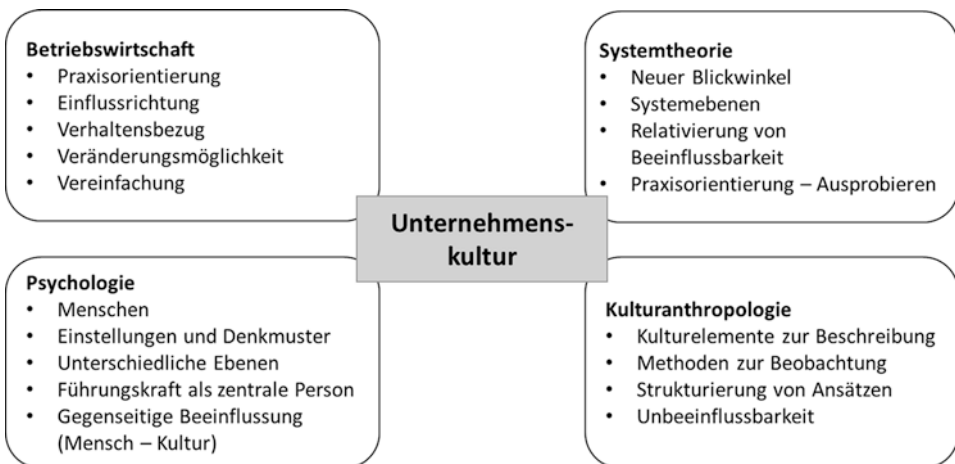 Betriebswirtschaft
• Praxisorientierung
• Einflussrichtung
• Verhaltensbezug
• Veränderungsmöglichkeit
• Vereinfachung
Systemtheorie
• Neuer Blickwinkel
• Systemebenen
• Relativierung von
Beeinflussbarkeit
• Praxisorientierung – Ausprobieren
Unternehmens-
kultur
Psychologie
• Menschen
• Einstellungen und Denkmuster
• Unterschiedliche Ebenen
• Führungskraft als zentrale Person
• Gegenseitige Beeinflussung
(Mensch – Kultur)
Kulturanthropologie
• Kulturelemente zur Beschreibung
• Methoden zur Beobachtung
• Strukturierung von Ansätzen
• Unbeeinflussbarkeit